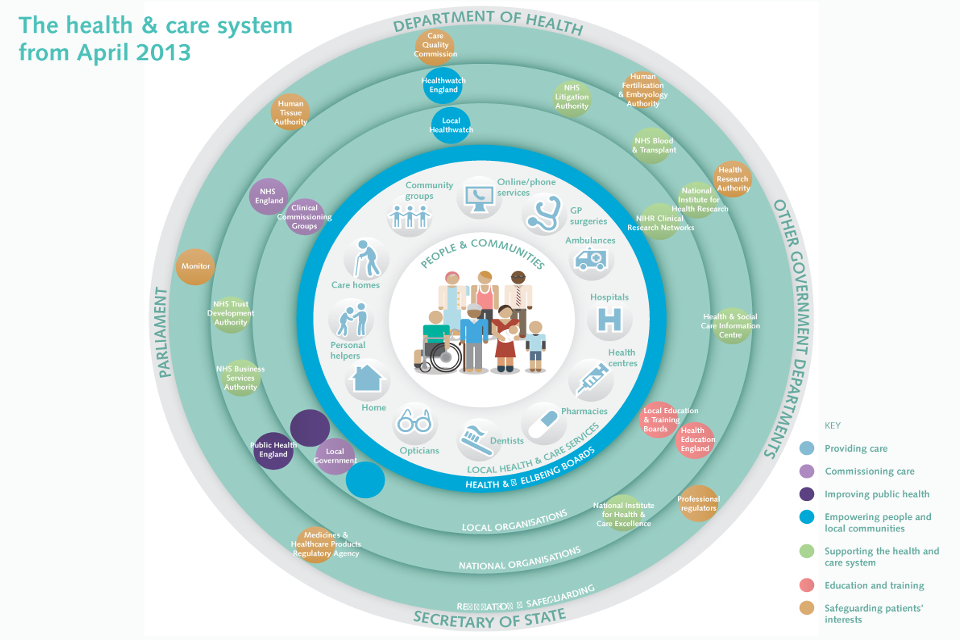 The health & care system
from April 2013
DEPARTMENT OF HEALTH
Care
Quality
Commission
Healthwatch
England
Local
Healthwatch
Human
Tissue
Authority
NHS
Litigation
Authority
Human
Fertilisation
& Embryology
Authority
NHS Blood
& Transplant
Health
Research
Authority
National
Institute for
Health Research
NIHR Clinical
Research Networks
NHS
England
Clinical
Commissioning
Groups
Monitor
NHS Trust
Development
Authority
NHS Business
Services
Authority
Public Health
England
Local
Government
Medicines &
Healthcare Products
Regulatory Agency
Health & Social
Care Information
Centre
Local Education
& Training
Boards
Health
Education
England
Professional
regulators
National Institute
for Health &
Care Excellence
PARLIAMENT
OTHER GOVERNMENT DEPARTMENTS
SECRETARY OF STATE
Community
groups
Online/phone
services
GP
surgeries
Ambulances
Hospitals
Health
centres
Pharmacies
Dentists
Opticians
Home
Personal
helpers
Care homes
PEOPLE & COMMUNITIES
LOCAL HEALTH & CARE SERVICES
HEALTH & ELLBEING BOARDS
LOCAL ORGANISATIONS
NATIONAL ORGANISATIONS
SAFEGUARDING
KEY
Providing care
Commissioning care
Improving public health
Empowering people and
local communities
Supporting the health and
care system
Education and training
Safeguarding patients'
interests